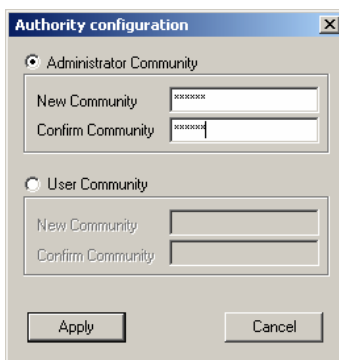 Authority configuration
Administrator Community
New Community ******
Confirm Community ******
User Community
New Community
Confirm Community
Apply Cancel